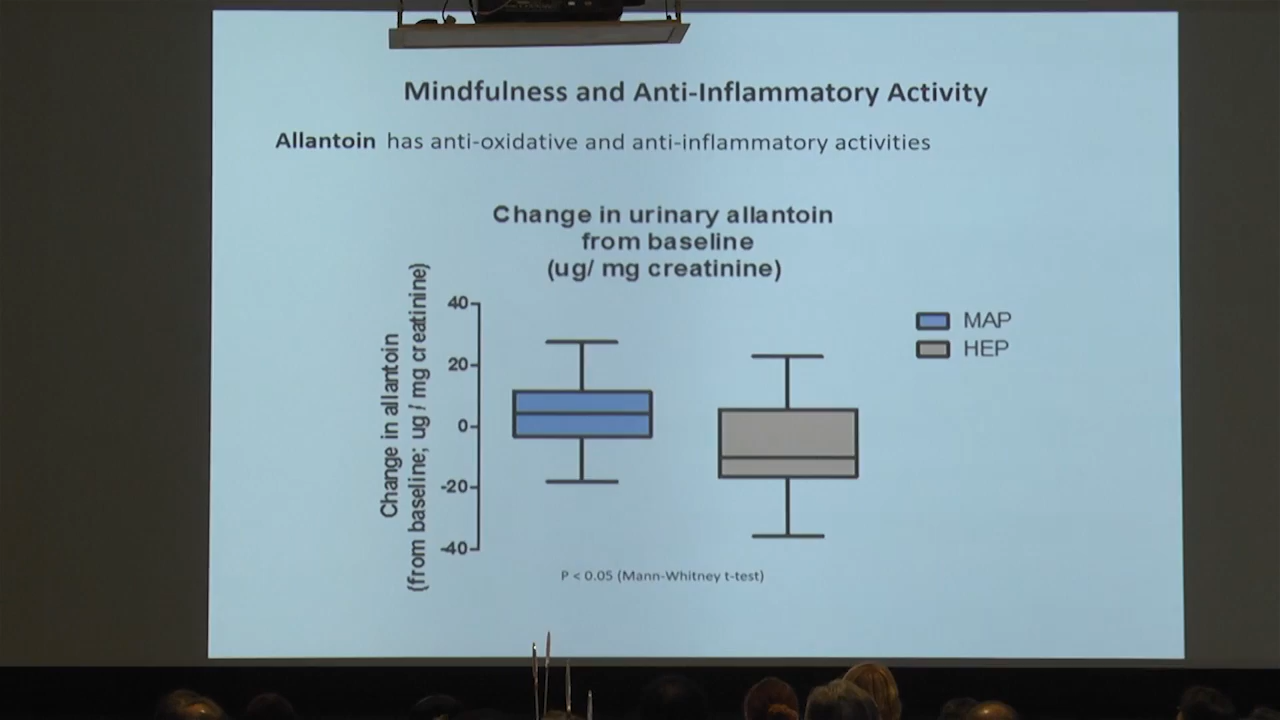 Mindfulness and Anti-Inflammatory Activity
Allantoin has anti-oxidative and anti-inflammatory activities
Change in urinary allantoin
from baseline
(ug/ mg creatinine)
Change in allantoin
(from baseline; ug / mg creatinine)
40
20
0
-20
-40
MAP
HEP
P < 0.05 (Mann-Whitney t-test)